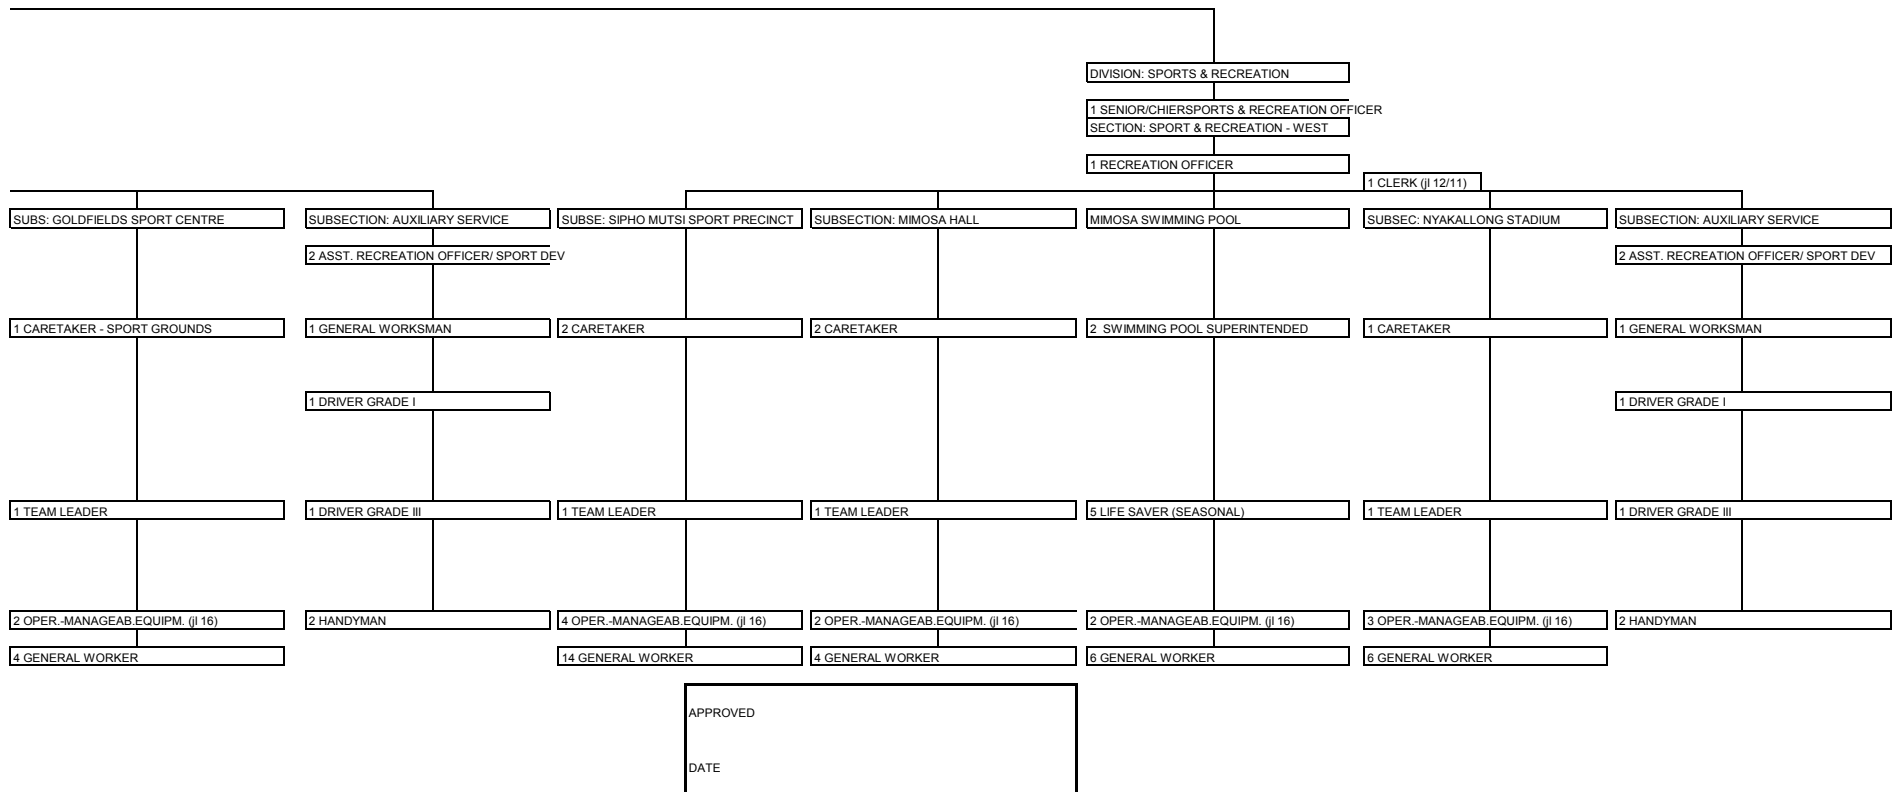 DIVISION: SPORTS & RECREATION
1 SENIOR/CHIERSPORTS & RECREATION OFFICER
SECTION: SPORT & RECREATION - WEST
1 RECREATION OFFICER
1 CLERK (jl 12/11)
SUBS: GOLDFIELDS SPORT CENTRE
SUBSECTION: AUXILIARY SERVICE
SUBSE: SIPHO MUTSI SPORT PRECINCT
SUBSECTION: MIMOSA HALL
MIMOSA SWIMMING POOL
SUBSEC: NYAKALLONG STADIUM
SUBSECTION: AUXILIARY SERVICE
2 ASST. RECREATION OFFICER/ SPORT DEV
2 ASST. RECREATION OFFICER/ SPORT DEV
1 CARETAKER - SPORT GROUNDS
1 GENERAL WORKSMAN
2 CARETAKER
2 CARETAKER
2 SWIMMING POOL SUPERINTENDED
1 CARETAKER
1 GENERAL WORKSMAN
1 DRIVER GRADE I
1 DRIVER GRADE I
1 TEAM LEADER
1 DRIVER GRADE III
1 TEAM LEADER
1 TEAM LEADER
5 LIFE SAVER (SEASONAL)
1 TEAM LEADER
1 DRIVER GRADE III
2 OPER.-MANAGEAB.EQUIPM. (jl 16)
2 HANDYMAN
4 OPER.-MANAGEAB.EQUIPM. (jl 16)
2 OPER.-MANAGEAB.EQUIPM. (jl 16)
2 OPER.-MANAGEAB.EQUIPM. (jl 16)
3 OPER.-MANAGEAB.EQUIPM. (jl 16)
2 HANDYMAN
4 GENERAL WORKER
14 GENERAL WORKER
4 GENERAL WORKER
6 GENERAL WORKER
6 GENERAL WORKER
APPROVED
DATE